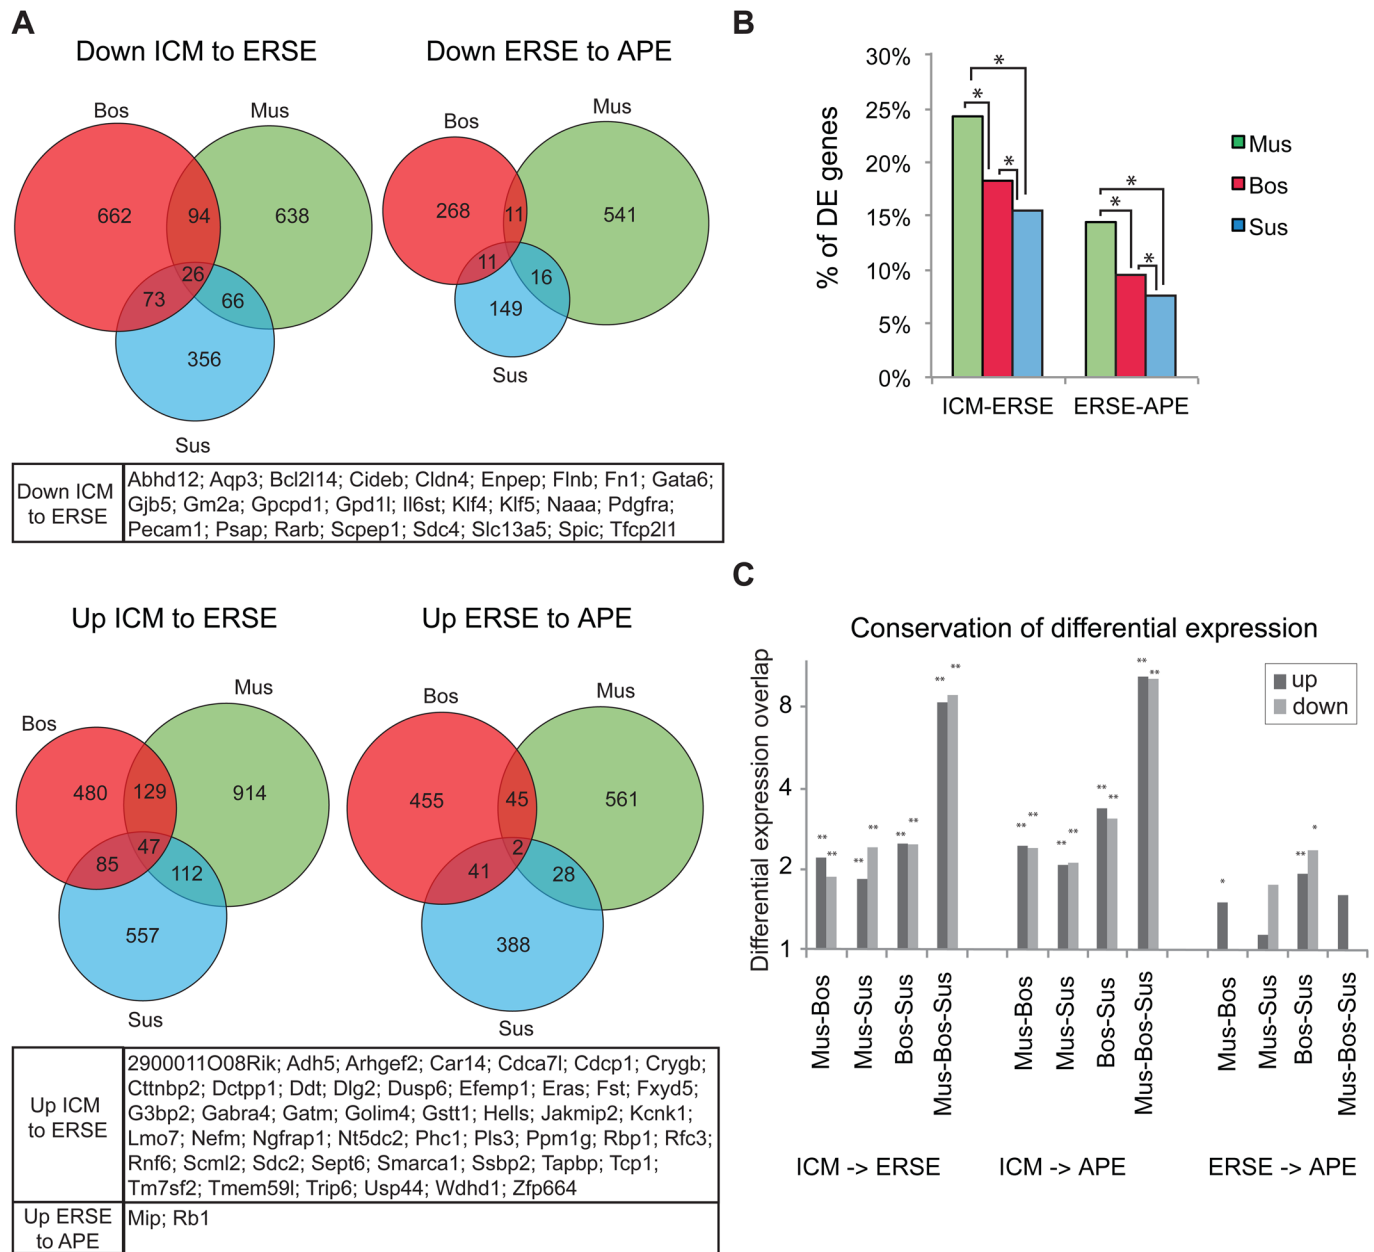 A
Down ICM to ERSE
Down ERSE to APE
Bos
Mus
662
94
638
26
73
66
356
Sus
Bos
Mus
268
11
541
11
16
149
Sus
Down ICM
to ERSE
Abhd12; Aqp3; Bcl2l14; Cideb; Cldn4; Enpep; Flnb; Fn1; Gata6;
Gjb5; Gm2a; Gpcpd1; Gpd1l; Il6st; Klf4; Klf5; Naaa; Pdgfra;
Pecam1; Psap; Rarb; Scpep1; Sdc4; Slc13a5; Spic; Tfcp2l1
Up ICM to ERSE
Up ERSE to APE
Bos
Mus
480
129
914
47
85
112
557
Sus
Bos
Mus
455
45
561
2
41
28
388
Sus
Up ICM
to ERSE
2900011O08Rik; Adh5; Arhgef2; Car14; Cdca7l; Cdcp1; Crygb;
Cttnbp2; Dctpp1; Ddt; Dlg2; Dusp6; Efemp1; Eras; Fst; Fxyd5;
G3bp2; Gabra4; Gatm; Golim4; Gstt1; Hells; Jakmip2; Kcnk1;
Lmo7; Nefm; Ngfrap1; Nt5dc2; Phc1; Pls3; Ppm1g; Rbp1; Rfc3;
Rnf6; Scml2; Sdc2; Sept6; Smarca1; Ssbp2; Tapbp; Tcp1;
Tm7sf2; Tmem59l; Trip6; Usp44; Wdhd1; Zfp664
Up ERSE
to APE
Mip; Rb1
B
% of DE genes
30%
25%
20%
15%
10%
5%
0%
* * *
* * *
ICM-ERSE
ERSE-APE
Mus
Bos
Sus
C
Conservation of differential expression
Differential expression overlap
8
4
2
1
up
down
** ** ** ** ** ** ** **
** ** ** ** ** ** ** **
* ** *
Mus-Bos
Mus-Sus
Bos-Sus
Mus-Bos-Sus
Mus-Bos
Mus-Sus
Bos-Sus
Mus-Bos-Sus
Mus-Bos
Mus-Sus
Bos-Sus
Mus-Bos-Sus
ICM -> ERSE
ICM -> APE
ERSE -> APE